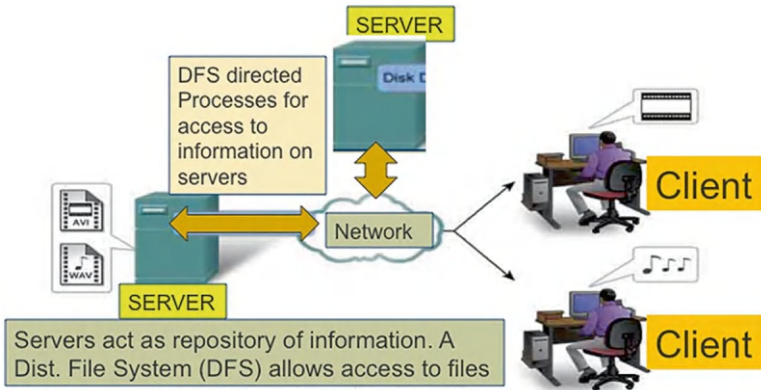 SERVER
DFS directed
Processes for
access to
information on
servers
Disk D
Client
AVI
WAV
Network
SERVER
Servers act as repository of information. A
Dist. File System (DFS) allows access to files
Client